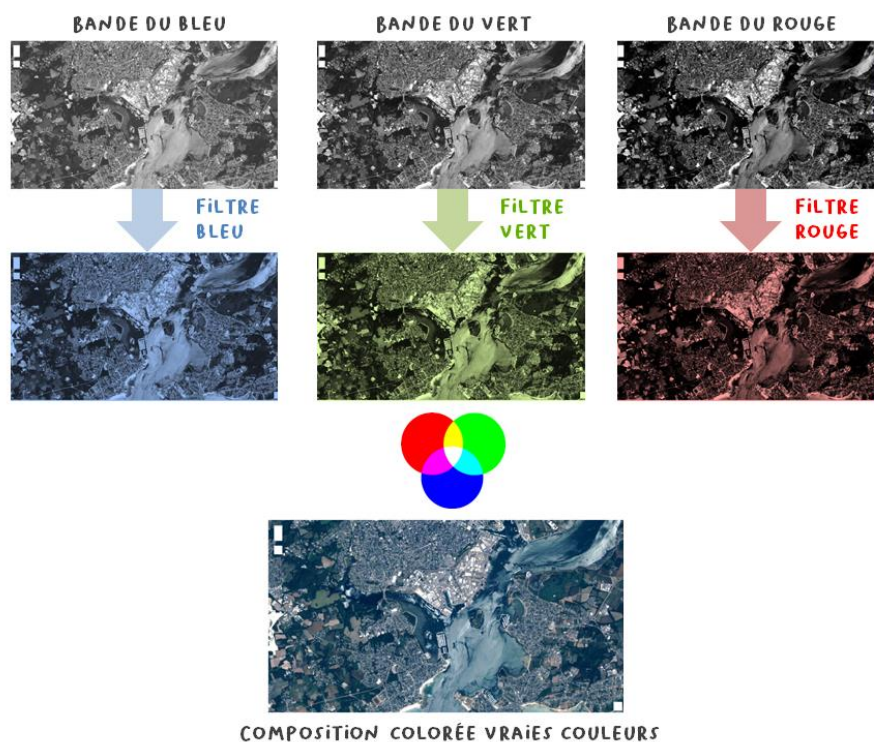 BANDE DU BLEU
BANDE DU VERT
BANDE DU ROUGE
FILTRE
BLEU
FILTRE
VERT
FILTRE
ROUGE
COMPOSITION COLORÉE VRAIES COULEURS